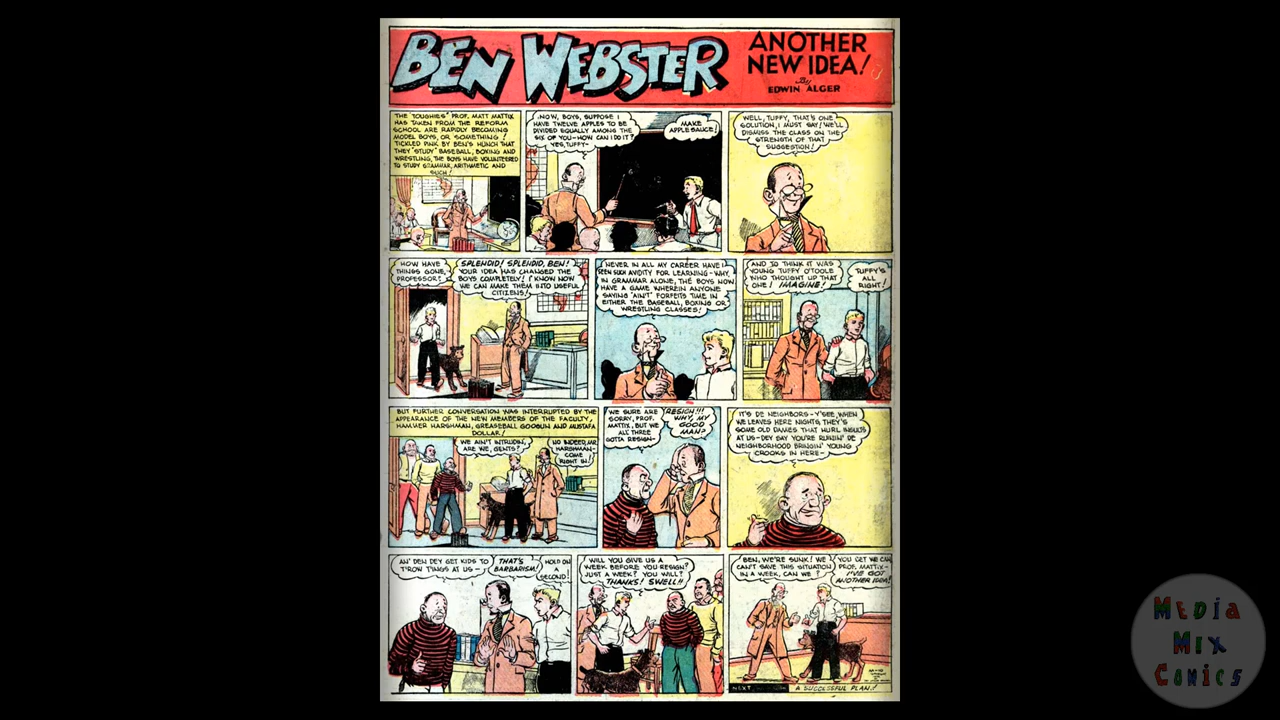 BEN WEBSTER
ANOTHER
NEW IDEA!
By
EDWIN ALGER
THE "TOUGHIES" PROF. MATT MATTIX
HAS TAKEN FROM THE REFORM
SCHOOL ARE RAPIDLY BECOMING
MODEL BOYS, OR SOMETHING!
TICKLED PINK BY BEN'S HUNCH THAT
THEY "STUDY" BASEBALL, BOXING AND
WRESTLING, THE BOYS HAVE VOLUNTEERED
TO STUDY GRAMMAR, ARITHMETIC AND
SUCH!
NOW, BOYS, SUPPOSE I
HAVE TWELVE APPLES TO BE
DIVIDED EQUALLY AMONG THE
SIX OF YOU - HOW CAN I DO IT?
YES, TUFFY-
MAKE
APPLESAUCE!
WELL, TUFFY, THAT'S ONE
SOLUTION, I MUST SAY! WE'LL
DISMISS THE CLASS ON THE
STRENGTH OF THAT
SUGGESTION!
HOW HAVE
THINGS GONE,
PROFESSOR?
SPLENDID! SPLENDID, BEN!
YOUR IDEA HAS CHANGED THE
BOYS COMPLETELY! I KNOW NOW
WE CAN MAKE THEM INTO USEFUL
CITIZENS!
NEVER IN ALL MY CAREER HAVE I
SEEN SUCH AVIDITY FOR LEARNING - WHY,
IN GRAMMAR ALONE, THE BOYS NOW
HAVE A GAME WHEREIN ANYONE
SAYING "AIN'T" FORFEITS TIME IN
EITHER THE BASEBALL, BOXING OR
WRESTLING CLASSES!
AND TO THINK IT WAS
YOUNG TUFFY O'TOOLE
WHO THOUGHT UP THAT
ONE! IMAGINE!
TUFFY'S
ALL
RIGHT!
BUT FURTHER CONVERSATION WAS INTERRUPTED BY THE
APPEARANCE OF THE NEW MEMBERS OF THE FACULTY,
HAMMER HARSHMAN, GREASEBALL GOOGUN AND MUSTAFA
DOLLAR!
WE AIN'T INTRUDIN,
ARE WE, GENTS?
NO INDEED, MR.
HARSHMAN-
COME
RIGHT IN!
WE SURE ARE
SORRY, PROF.
MATTIX, BUT WE
ALL THREE
GOTTA RESIGN-
RESIGN!!!
WHY, MY
GOOD
MAN?
IT'S DE NEIGHBORS - Y'SEE, WHEN
WE LEAVES HERE NIGHTS, THEY'S
SOME OLD DAMES THAT HURL INSULTS
AT US - DEY SAY YOU'RE RUININ' DE
NEIGHBORHOOD BRINGIN' YOUNG
CROOKS IN HERE -
AN' DEN DEY GET KIDS TO
T'ROW T'INGS AT US -
THAT'S
BARBARISM!
HOLD ON
A
SECOND!
WILL YOU GIVE US A
WEEK BEFORE YOU RESIGN?
JUST A WEEK? YOU WILL?
THANKS! SWELL!!
BEN, WE'RE SUNK! WE
CAN'T SAVE THIS SITUATION
IN A WEEK, CAN WE?
YOU BET WE CAN,
PROF. MATTIX -
I'VE GOT
ANOTHER IDEA!
NEXT
A SUCCESSFUL PLAN!
MEDIA
MIX
COMICS